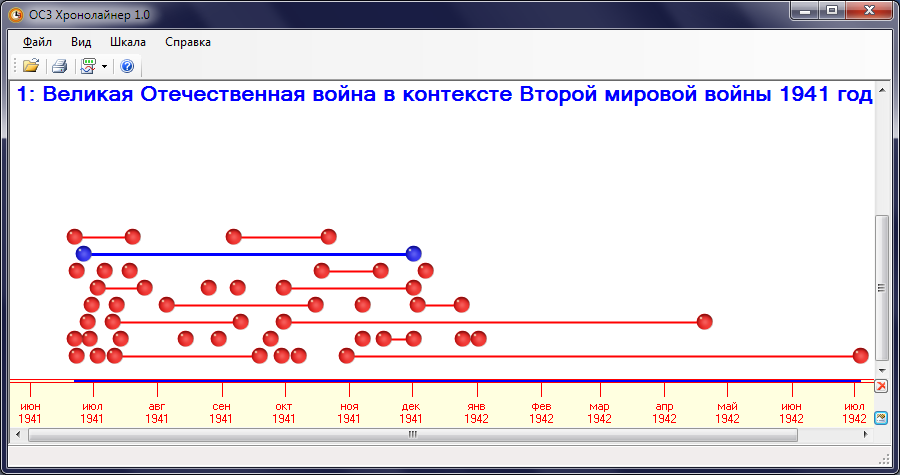 ОС3 Хронолайнер 1.0
Файл Вид Шкала Справка
1: Великая Отечественная война в контексте Второй мировой войны 1941 год
июн июл авг сен окт ноя дек янв фев мар апр май июн июл
1941 1941 1941 1941 1941 1941 1941 1942 1942 1942 1942 1942 1942 1942